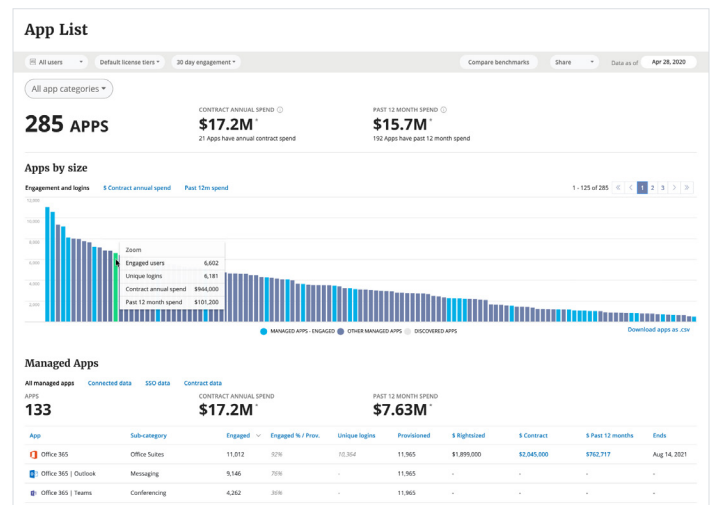 App List
All users
Default license tiers
30 day engagement
Compare benchmarks
Share
Data as of
Apr 28, 2020
All app categories
285 APPS
CONTRACT ANNUAL SPEND
$17.2M*
21 Apps have annual contract spend
PAST 12 MONTH SPEND
$15.7M*
192 Apps have past 12 month spend
Apps by size
Engagement and logins $ Contract annual spend Past 12m spend
1 - 125 of 285 « < 1 2 3 > »
12,000
10,000
8,000
6,000
4,000
2,000
Zoom
Engaged users 6,602
Unique logins 6,181
Contract annual spend $944,000
Past 12 month spend $101,200
MANAGED APPS - ENGAGED OTHER MANAGED APPS DISCOVERED APPS
Download apps as .csv
Managed Apps
All managed apps Connected data SSO data Contract data
APPS
133
CONTRACT ANNUAL SPEND
$17.2M*
PAST 12 MONTH SPEND
$7.63M*
App Sub-category Engaged Engaged % / Prov. Unique logins Provisioned $ Rightsized $ Contract $ Past 12 months Ends
Office 365 Office Suites 11,012 92% 10,364 11,965 $1,899,000 $2,045,000 $762,717 Aug 14, 2021
Office 365 | Outlook Messaging 9,146 76% - 11,965 - - - -
Office 365 | Teams Conferencing 4,262 36% - 11,965 - - - -